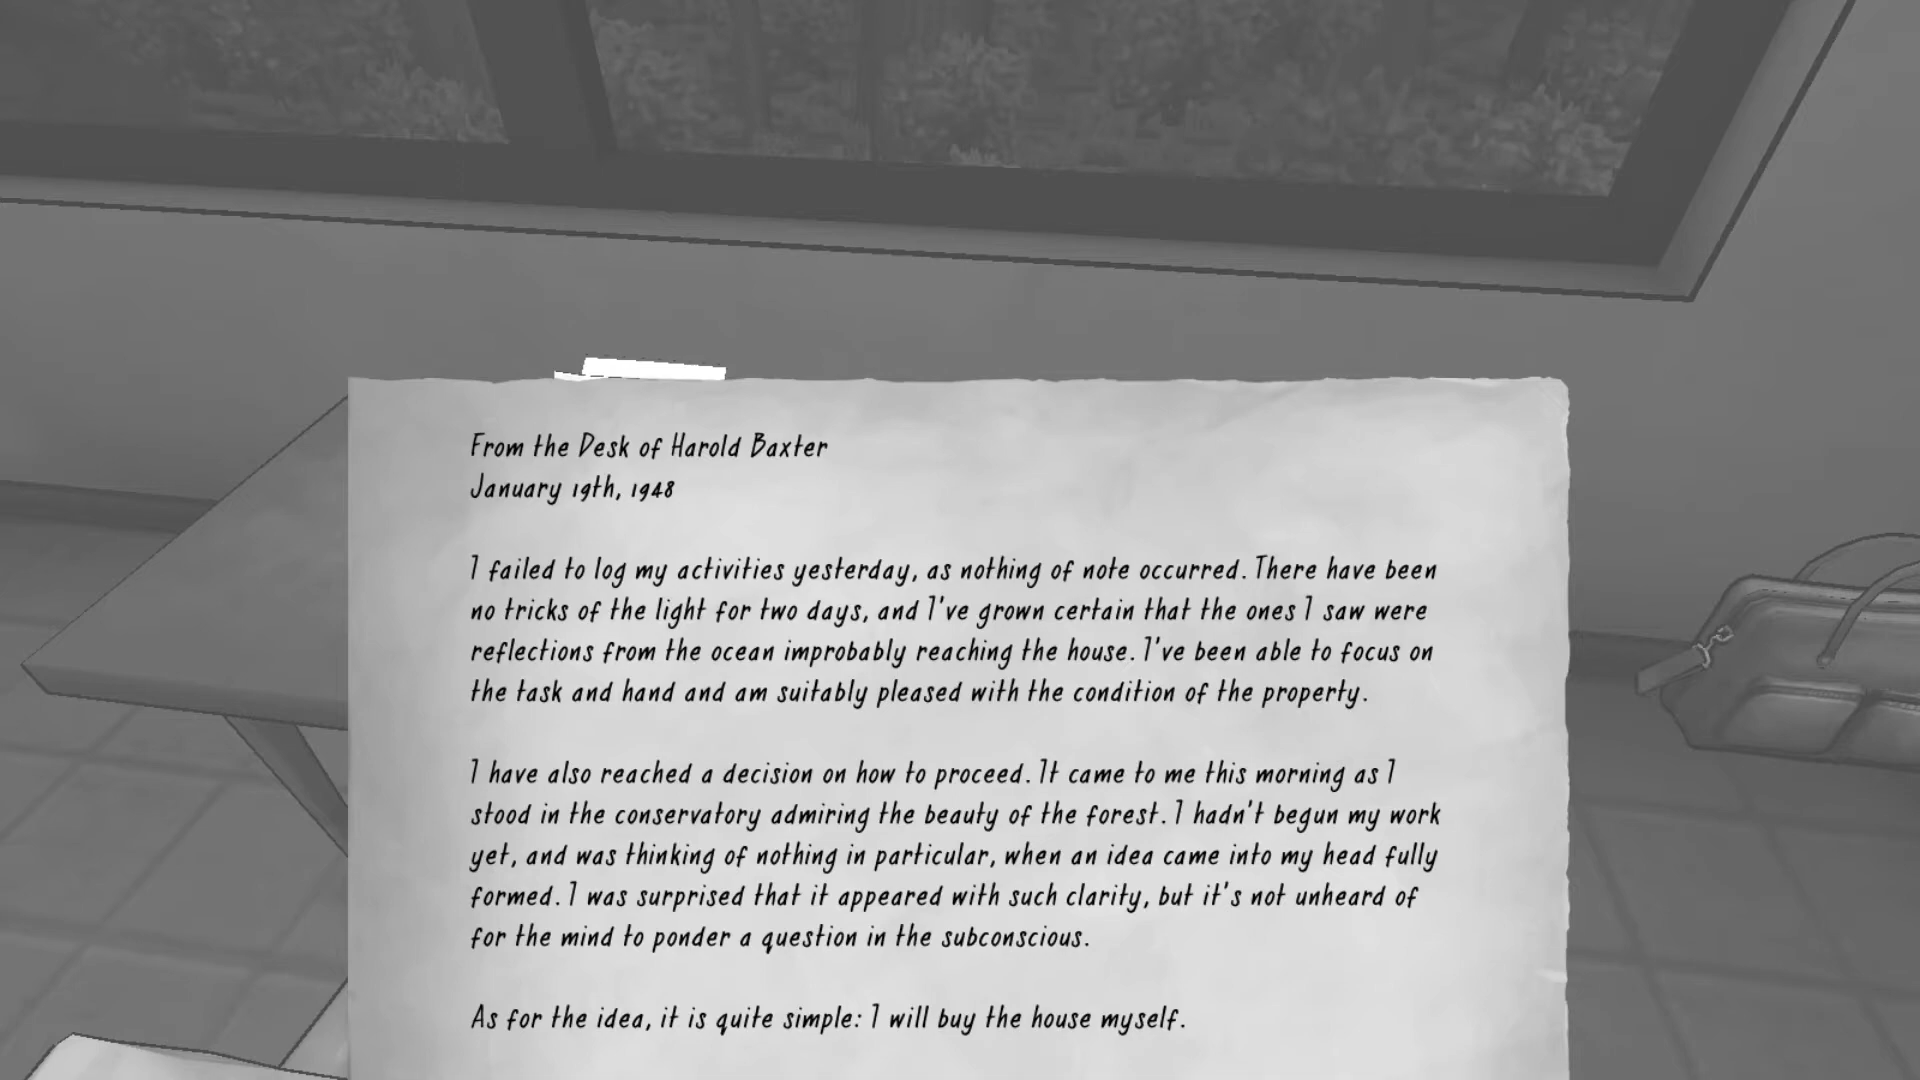 From the Desk of Harold Baxter
January 19th, 1948
I failed to log my activities yesterday, as nothing of note occurred. There have been
no tricks of the light for two days, and I've grown certain that the ones I saw were
reflections from the ocean improbably reaching the house. I've been able to focus on
the task and hand and am suitably pleased with the condition of the property.
I have also reached a decision on how to proceed. It came to me this morning as I
stood in the conservatory admiring the beauty of the forest. I hadn't begun my work
yet, and was thinking of nothing in particular, when an idea came into my head fully
formed. I was surprised that it appeared with such clarity, but it's not unheard of
for the mind to ponder a question in the subconscious.
As for the idea, it is quite simple: I will buy the house myself.